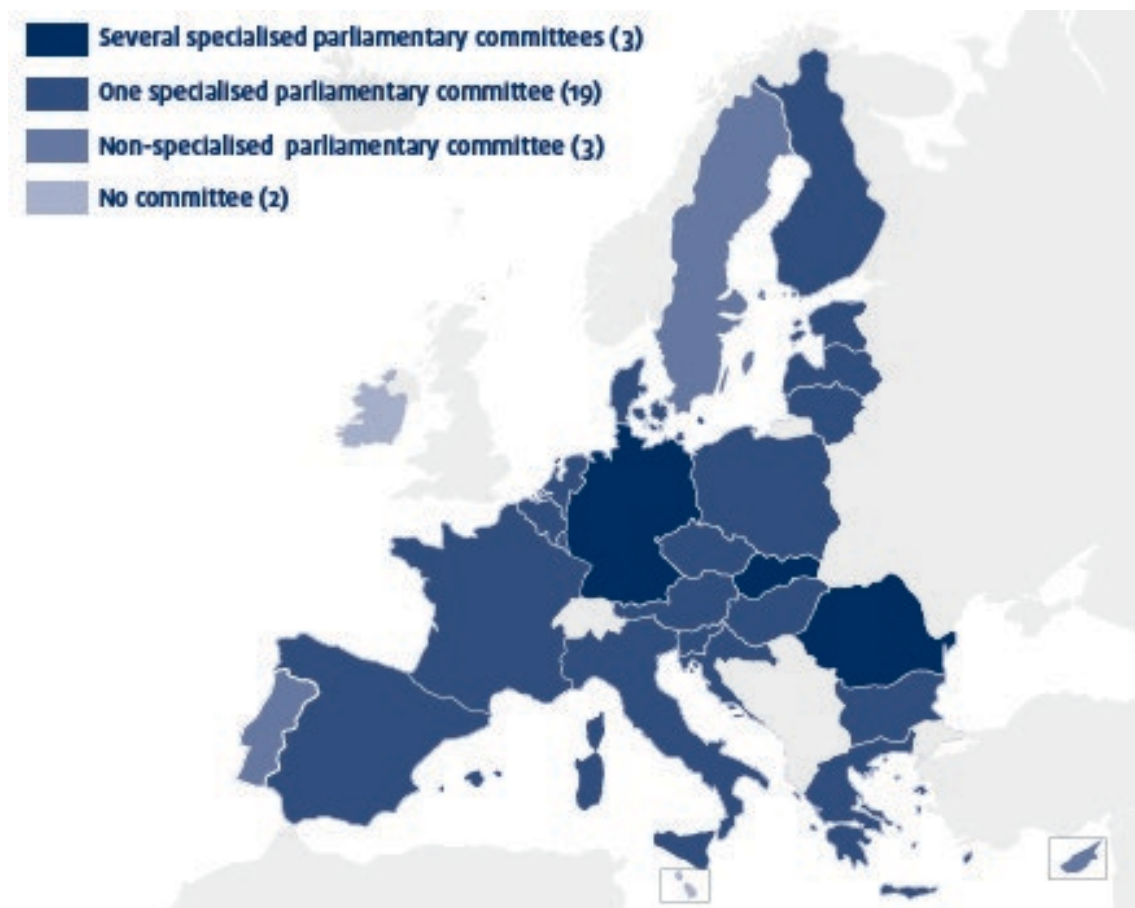 Several specialised parliamentary committees (3)
One specialised parliamentary committee (19)
Non-specialised parliamentary committee (3)
No committee (2)